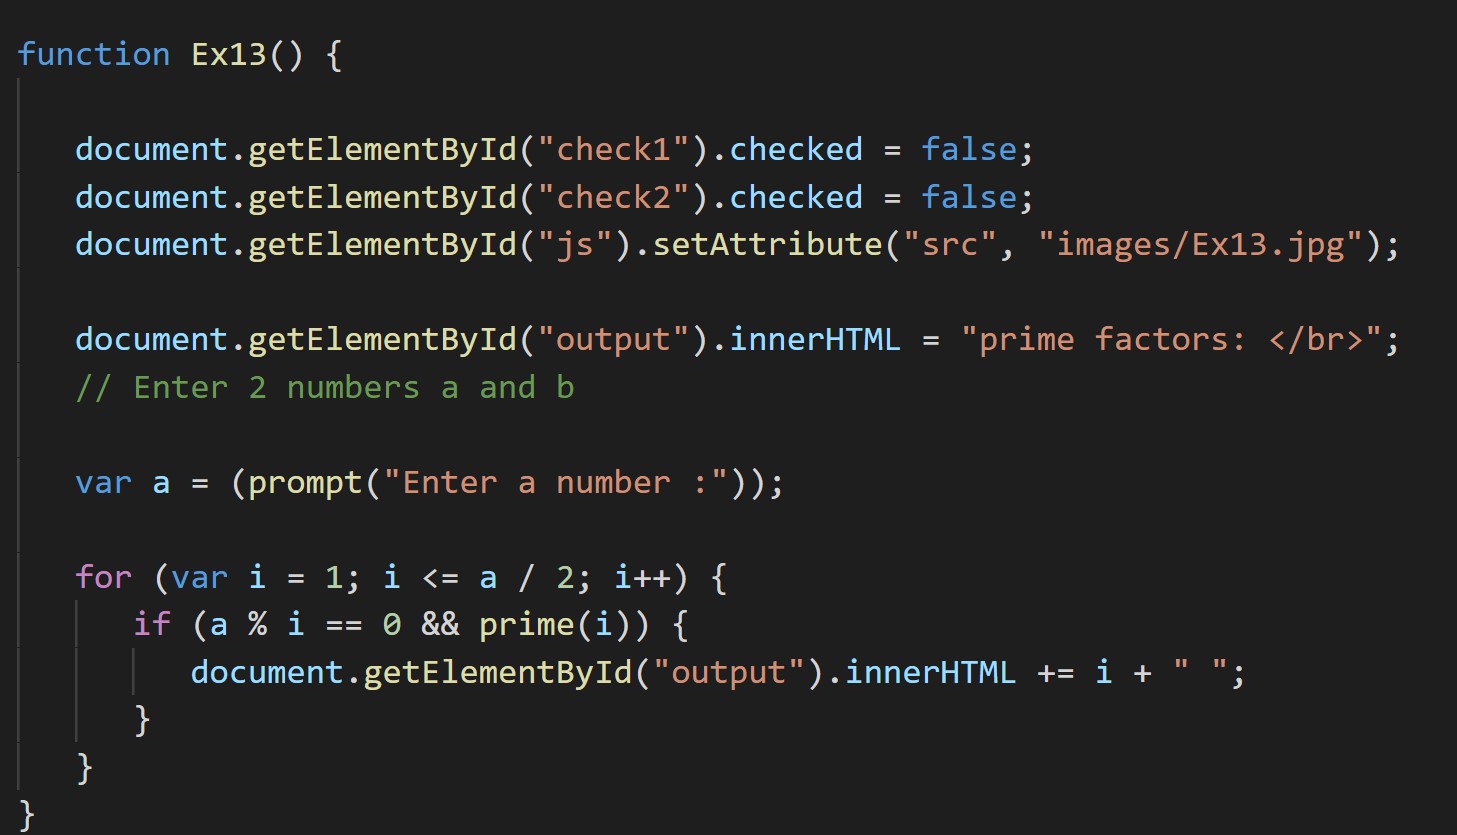 function Ex13() {
document.getElementById("check1").checked = false;
document.getElementById("check2").checked = false;
document.getElementById("js").setAttribute("src", "images/Ex13.jpg");
document.getElementById("output").innerHTML = "prime factors: </br>";
// Enter 2 numbers a and b
var a = (prompt("Enter a number :"));
for (var i = 1; i <= a / 2; i++) {
if (a % i == 0 && prime(i)) {
document.getElementById("output").innerHTML += i + " ";
}
}
}